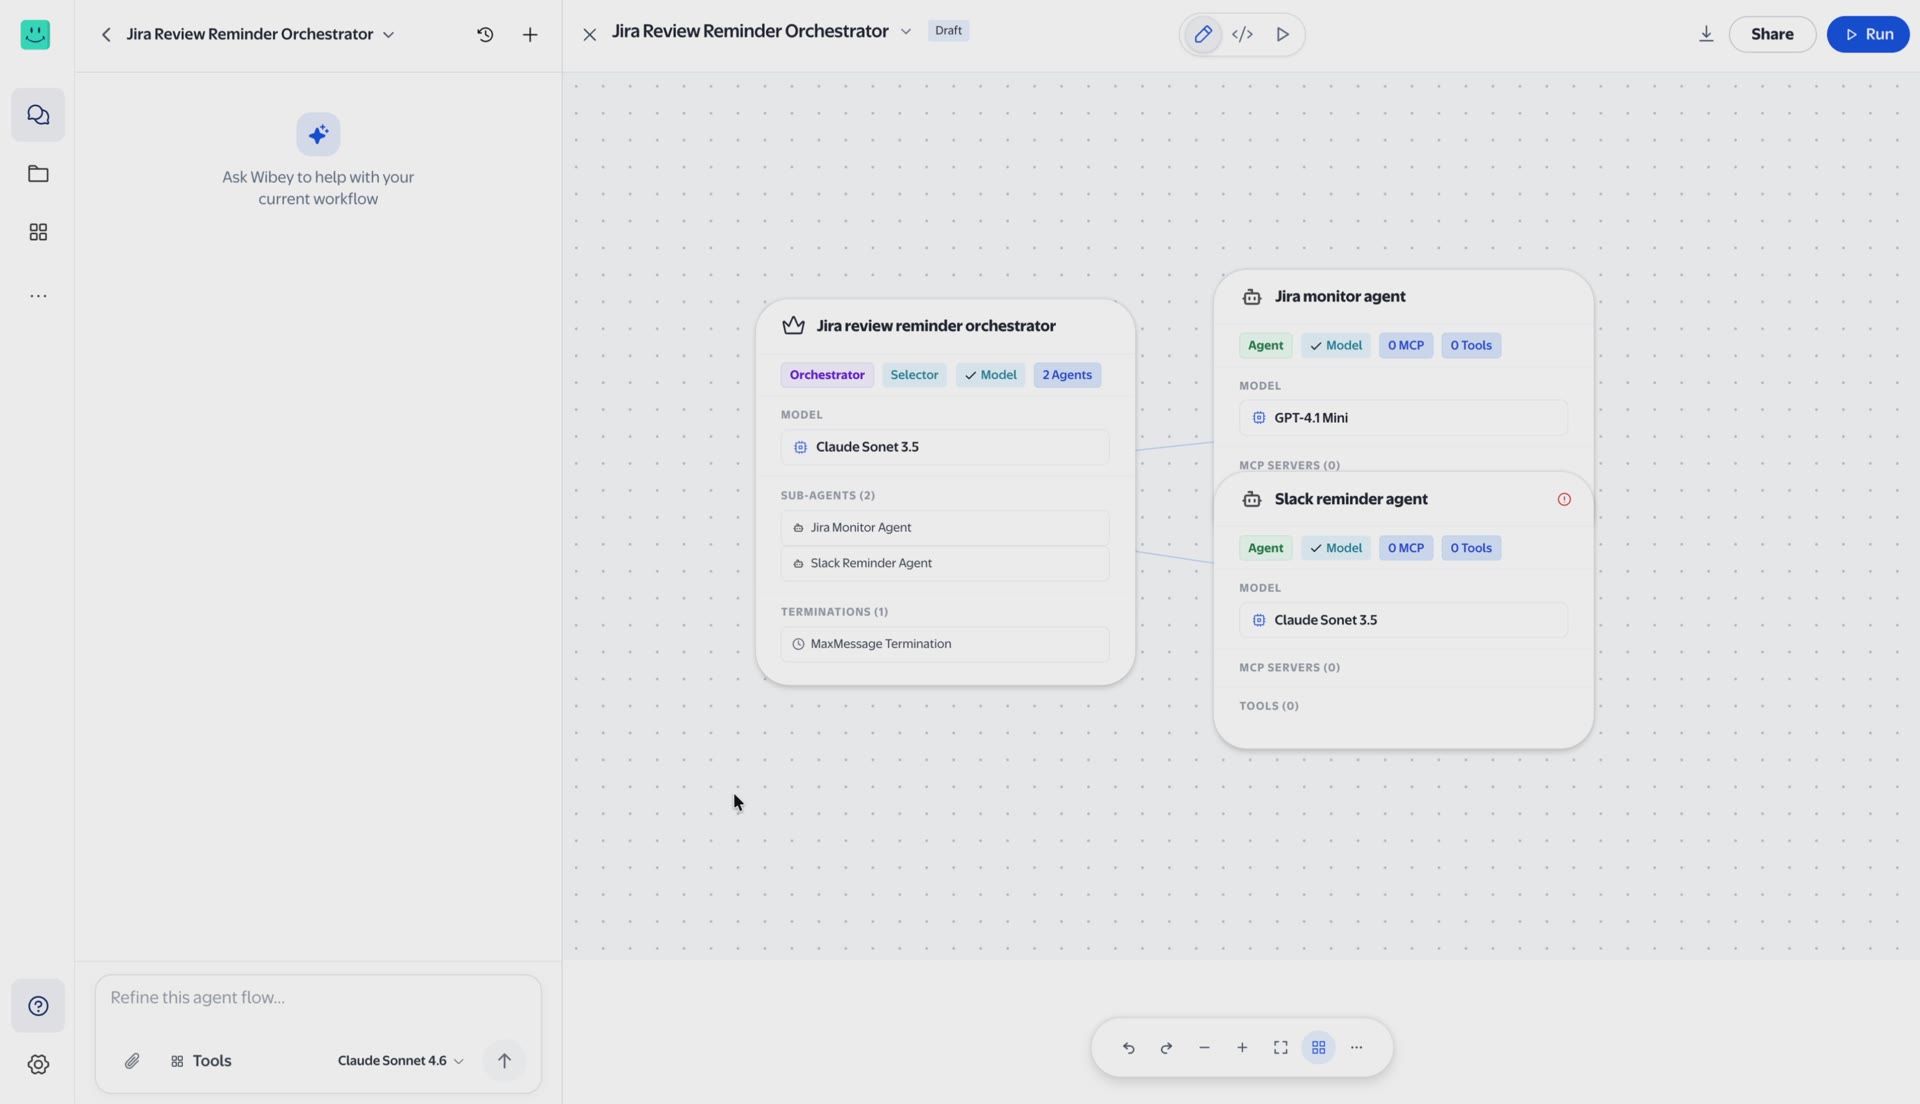 Jira Review Reminder Orchestrator
Ask Wibey to help with your
current workflow
Refine this agent flow...
Tools
Claude Sonnet 4.6
Jira Review Reminder Orchestrator
Draft
Share
Run
Jira review reminder orchestrator
Orchestrator
Selector
Model
2 Agents
MODEL
Claude Sonet 3.5
SUB-AGENTS (2)
Jira Monitor Agent
Slack Reminder Agent
TERMINATIONS (1)
MaxMessage Termination
Jira monitor agent
Agent
Model
0 MCP
0 Tools
MODEL
GPT-4.1 Mini
MCP SERVERS (0)
Slack reminder agent
Agent
Model
0 MCP
0 Tools
MODEL
Claude Sonet 3.5
MCP SERVERS (0)
TOOLS (0)